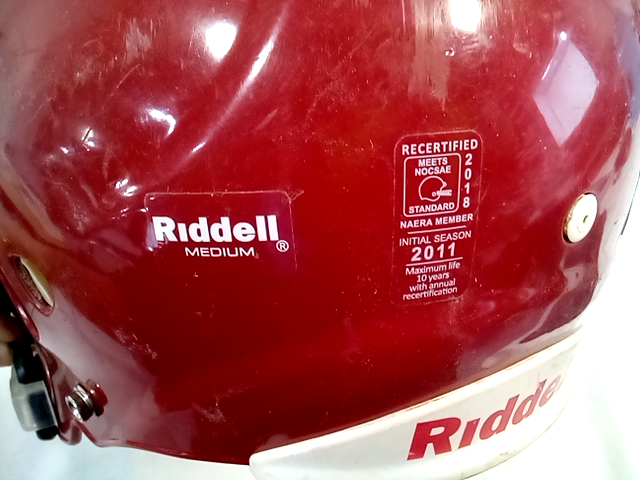 Riddell®
MEDIUM
RECERTIFIED
MEETS
NOCSAE
STANDARD
2018
NAERA MEMBER
INITIAL SEASON
2011
Maximum life
10 years
with annual
recertification
Ridde